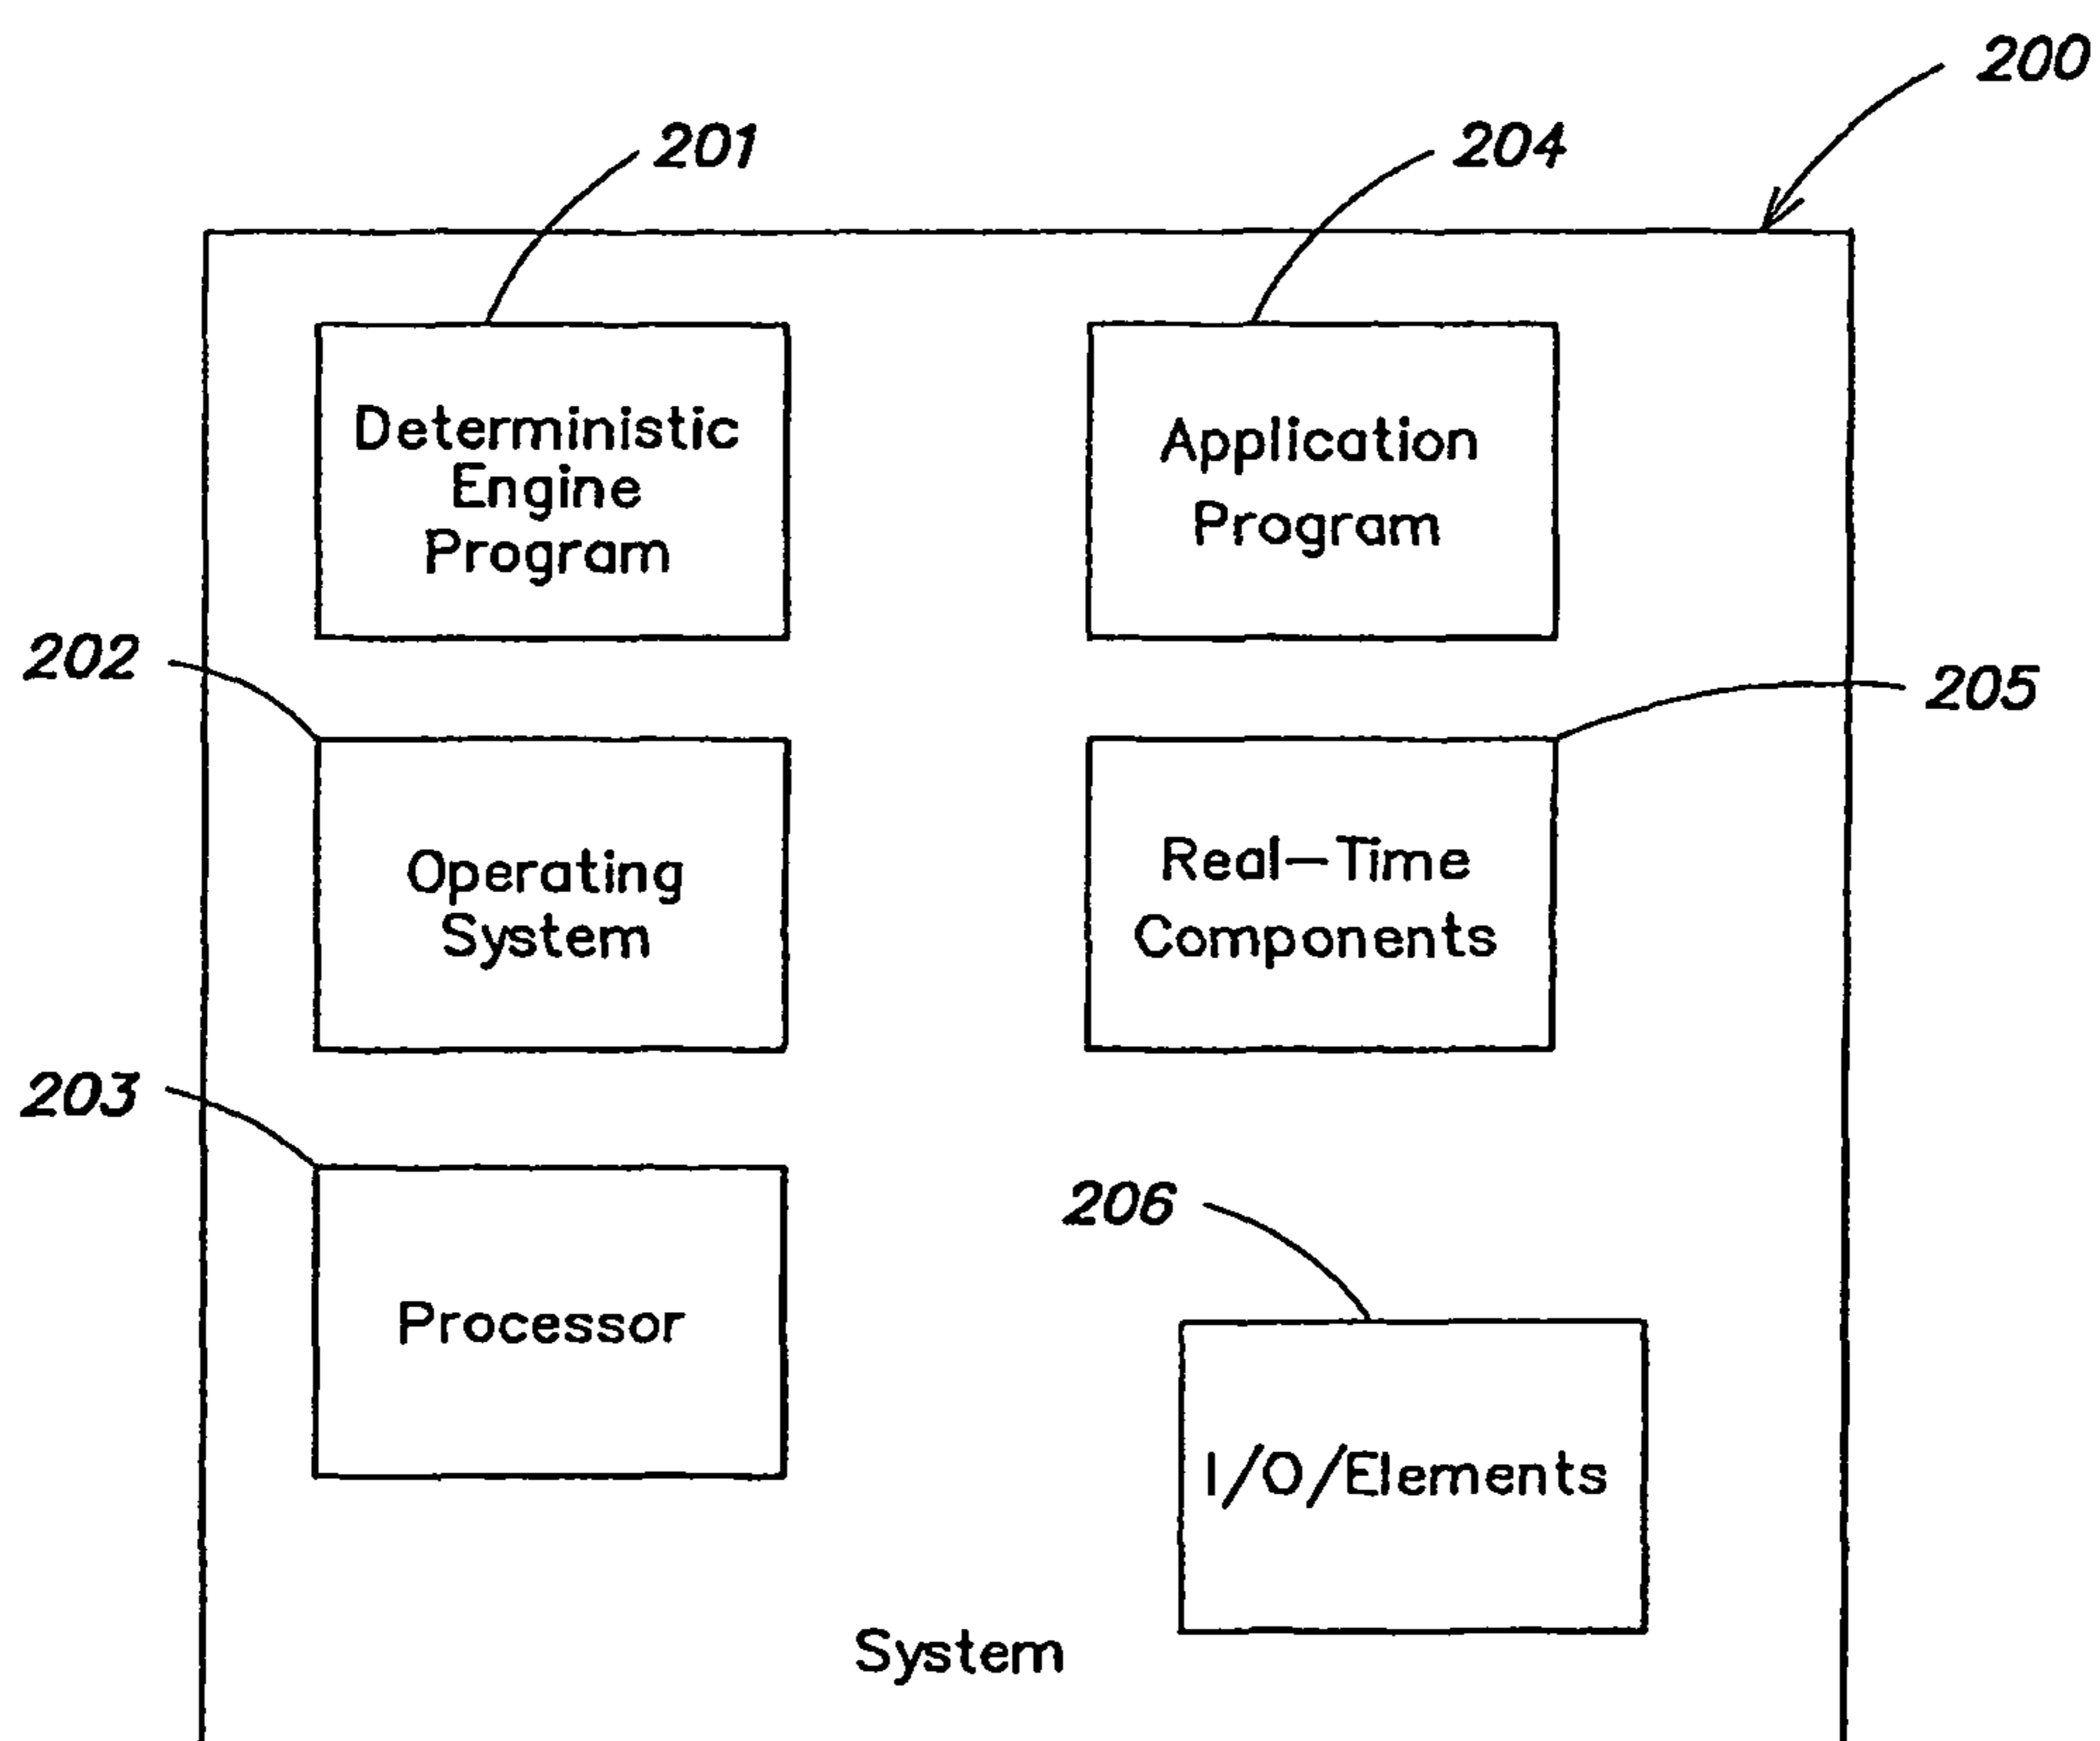 200
201
204
Deterministic
Engine
Program
Application
Program
202
205
Operating
System
Real-Time
Components
203
206
Processor
I/O/Elements
System